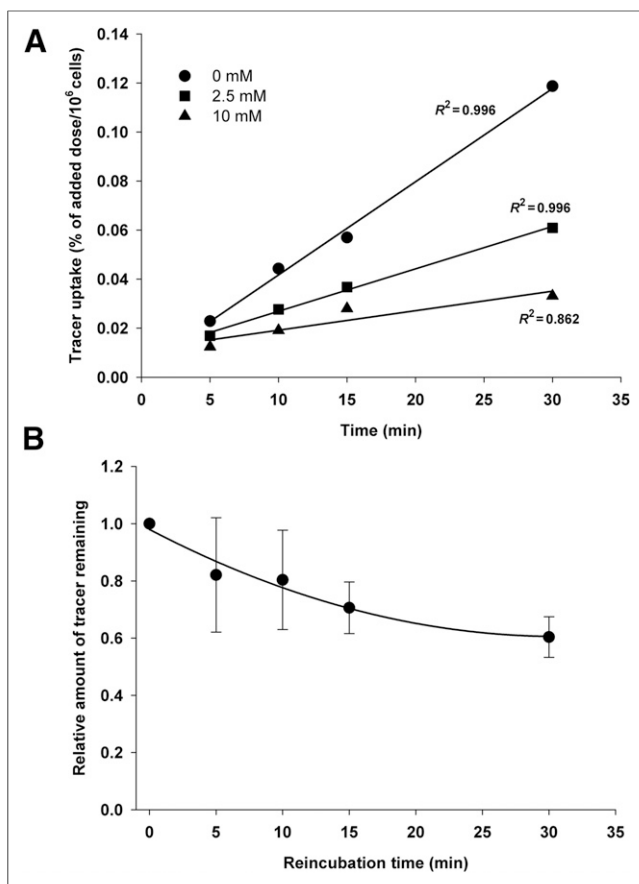 A
0.14
0.12
0.10
0.08
0.06
0.04
0.02
0.00
Tracer uptake (% of added dose/10⁶ cells)
0 mM
2.5 mM
10 mM
R² = 0.996
R² = 0.996
R² = 0.862
0 5 10 15 20 25 30 35
Time (min)
B
1.2
1.0
0.8
0.6
0.4
0.2
0.0
Relative amount of tracer remaining
0 5 10 15 20 25 30 35
Reincubation time (min)